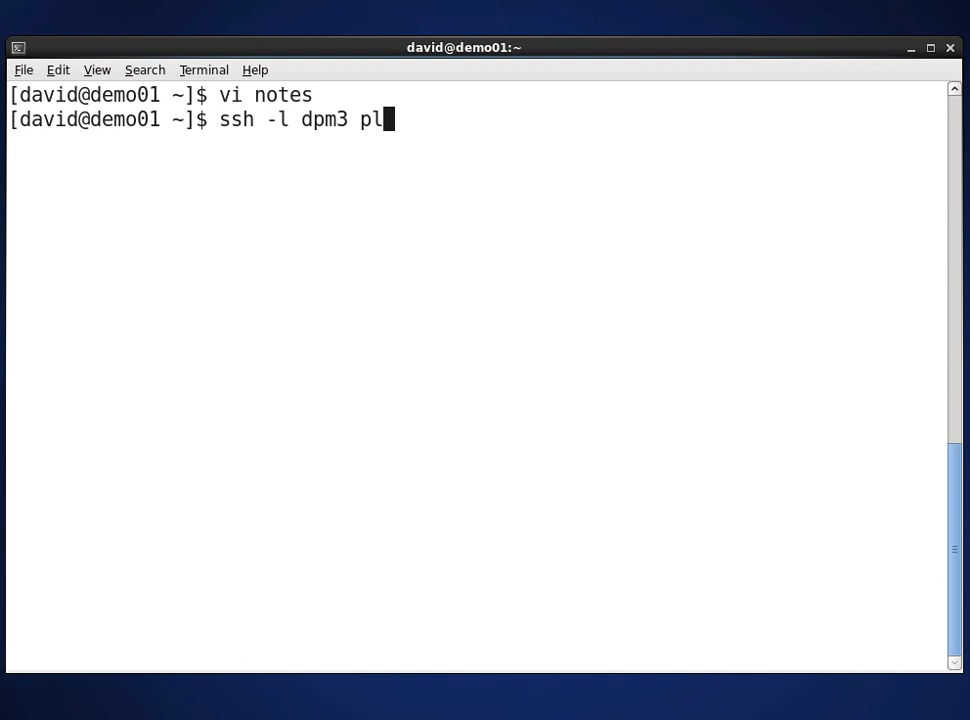 david@demo01:~
File Edit View Search Terminal Help
[david@demo01 ~]$ vi notes
[david@demo01 ~]$ ssh -l dpm3 pl